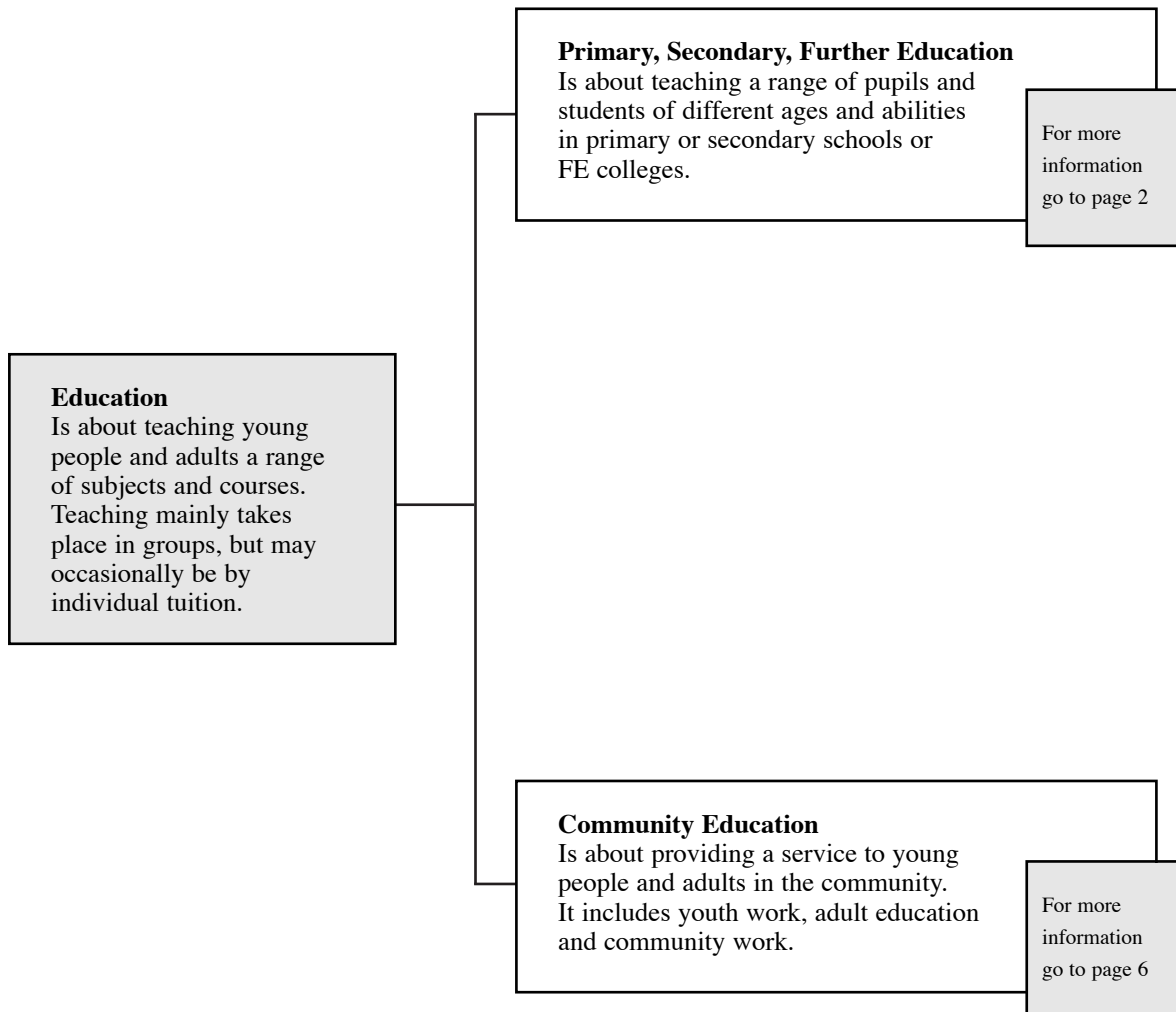 Primary, Secondary, Further Education
Is about teaching a range of pupils and
students of different ages and abilities
in primary or secondary schools or
FE colleges.
For more
information
go to page 2
Education
Is about teaching young
people and adults a range
of subjects and courses.
Teaching mainly takes
place in groups, but may
occasionally be by
individual tuition.
Community Education
Is about providing a service to young
people and adults in the community.
It includes youth work, adult education
and community work.
For more
information
go to page 6